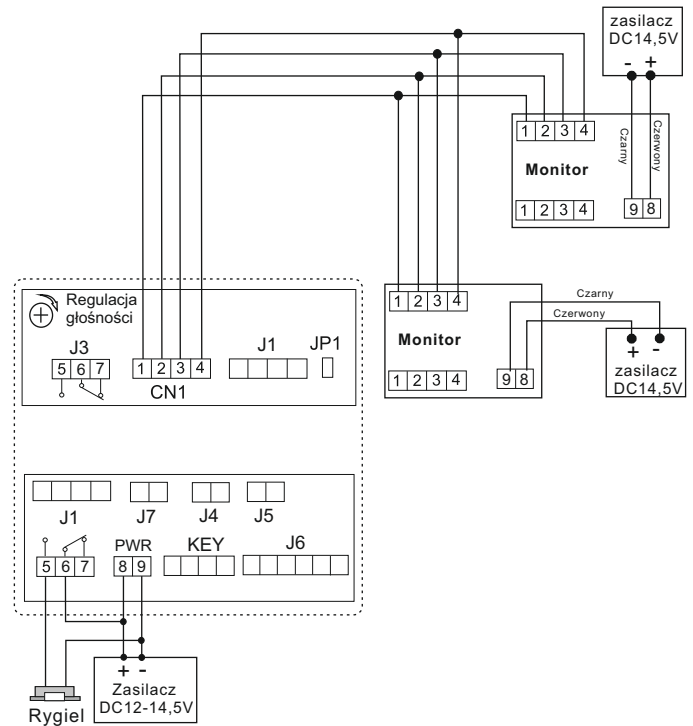 zasilacz
DC14,5V
- +
Czarny
Czerwony
1 2 3 4
Monitor
1 2 3 4
9 8
1 2 3 4
Monitor
1 2 3 4
9 8
Czarny
Czerwony
+ -
zasilacz
DC14,5V
Regulacja
głośności
J3
5 6 7
1 2 3 4
CN1
J1
JP1
J1
J7
J4
J5
5 6 7
PWR
8 9
KEY
J6
+ -
Zasilacz
DC12-14,5V
Rygiel